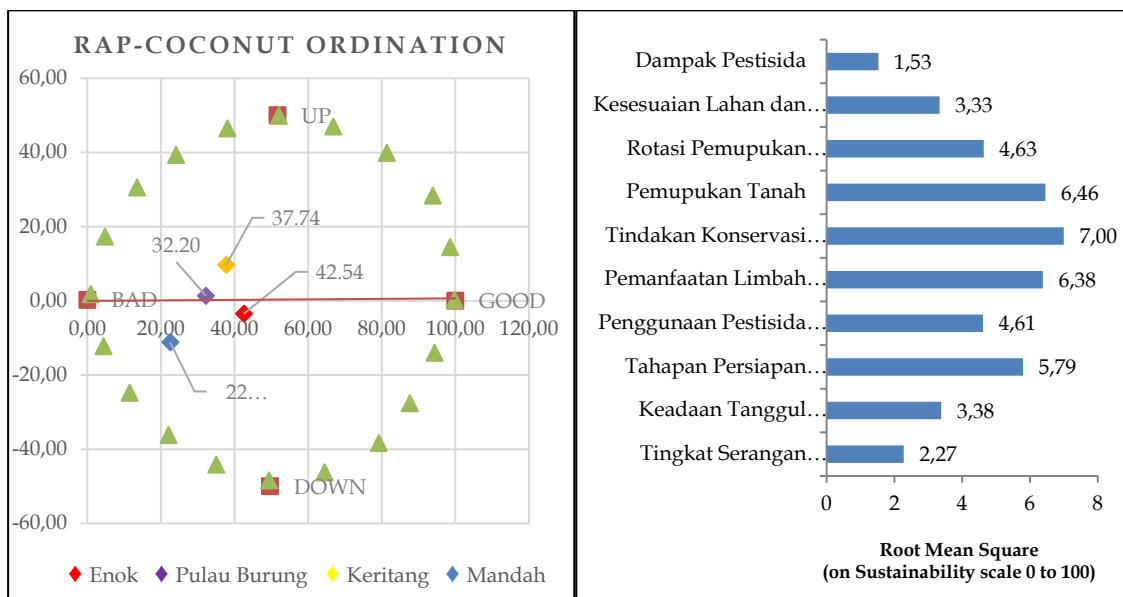 RAP-COCONUT ORDINATION
60,00
40,00
20,00
0,00
-20,00
-40,00
-60,00
0,00 20,00 40,00 60,00 80,00 100,00 120,00
UP
37.74
32.20
42.54
BAD
GOOD
22…
DOWN
Enok Pulau Burung Keritang Mandah
Dampak Pestisida 1,53
Kesesuaian Lahan dan… 3,33
Rotasi Pemupukan… 4,63
Pemupukan Tanah 6,46
Tindakan Konservasi… 7,00
Pemanfaatan Limbah… 6,38
Penggunaan Pestisida… 4,61
Tahapan Persiapan… 5,79
Keadaan Tanggul… 3,38
Tingkat Serangan… 2,27
0 2 4 6 8
Root Mean Square
(on Sustainability scale 0 to 100)